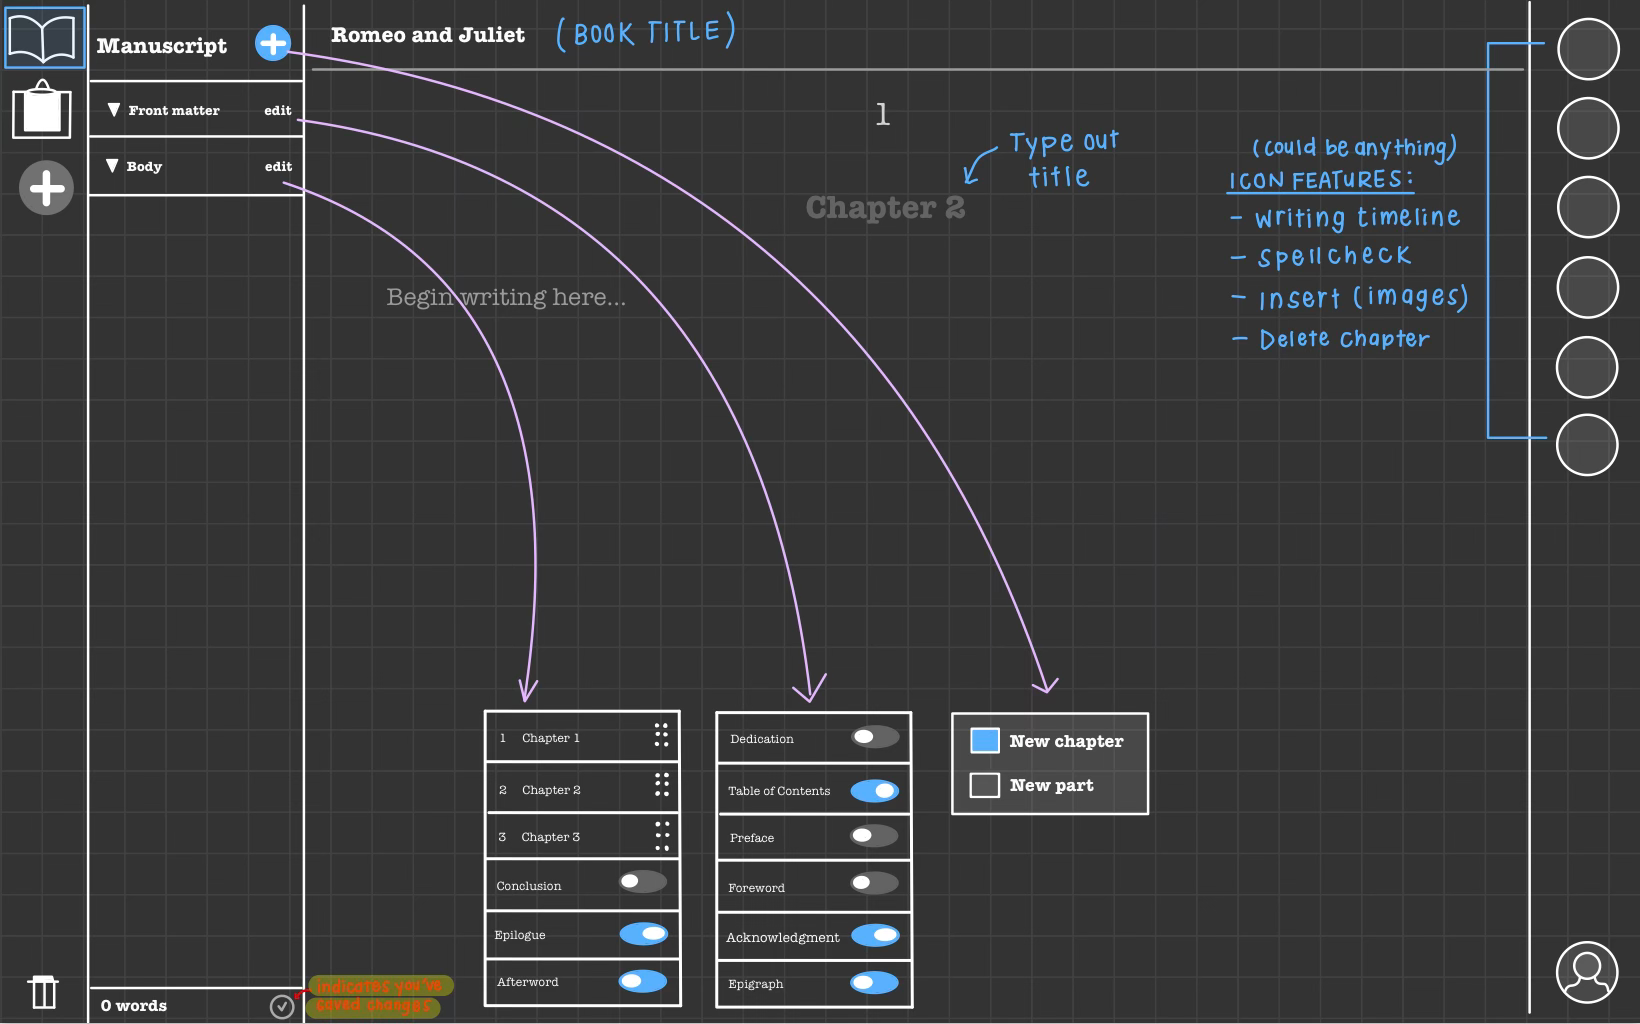 Manuscript
Romeo and Juliet
(BOOK TITLE)
Front matter edit
Body edit
1
Type out
title
Chapter 2
Begin writing here...
(could be anything)
ICON FEATURES:
- writing timeline
- spellcheck
- Insert (images)
- Delete chapter
1 Chapter 1
2 Chapter 2
3 Chapter 3
Conclusion
Epilogue
Afterword
Dedication
Table of Contents
Preface
Foreword
Acknowledgment
Epigraph
New chapter
New part
0 words
indicates you've
saved changes